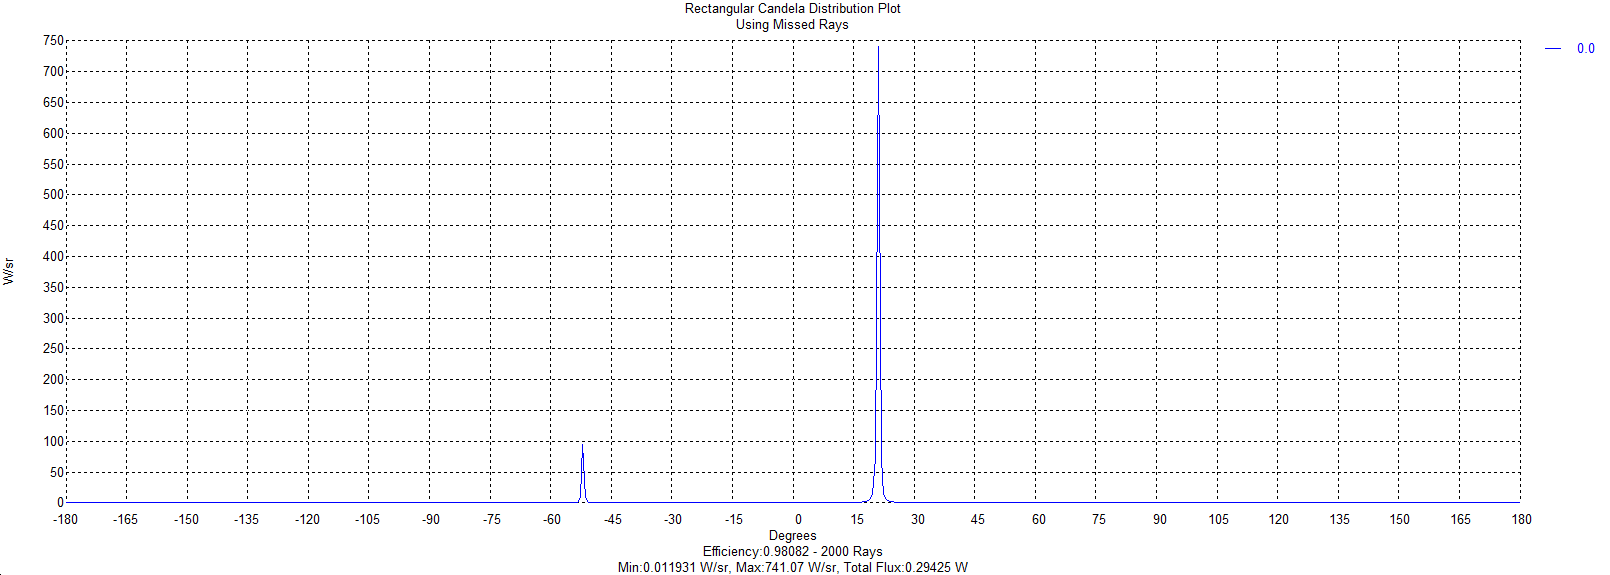 Rectangular Candela Distribution Plot
Using Missed Rays
0.0
750
700
650
600
550
500
450
400
350
300
250
200
150
100
50
0
W/sr
-180 -165 -150 -135 -120 -105 -90 -75 -60 -45 -30 -15 0 15 30 45 60 75 90 105 120 135 150 165 180
Degrees
Efficiency:0.98082 - 2000 Rays
Min:0.011931 W/sr, Max:741.07 W/sr, Total Flux:0.29425 W